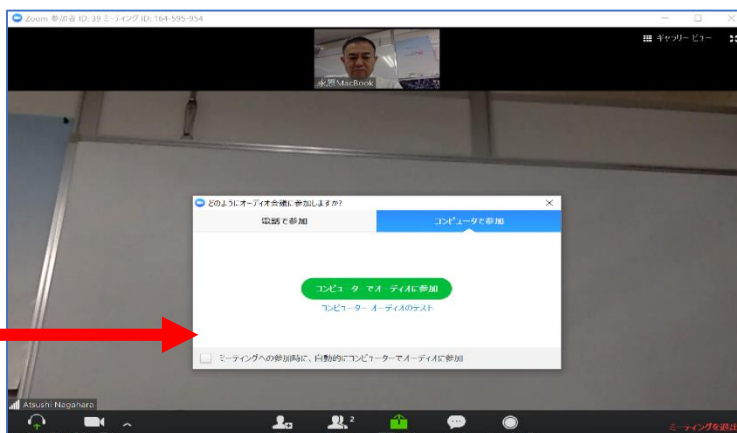 Zoom 参加者 ID: 39 ミーティング ID: 164-595-954
ギャラリー ビュー
永原MacBook
どのようにオーディオ会議に参加しますか?
電話で参加
コンピュータで参加
コンピューターでオーディオに参加
コンピューター オーディオのテスト
ミーティングへの参加時に、自動的にコンピューターでオーディオに参加
Atsushi Nagahara
2
ミーティングを退出